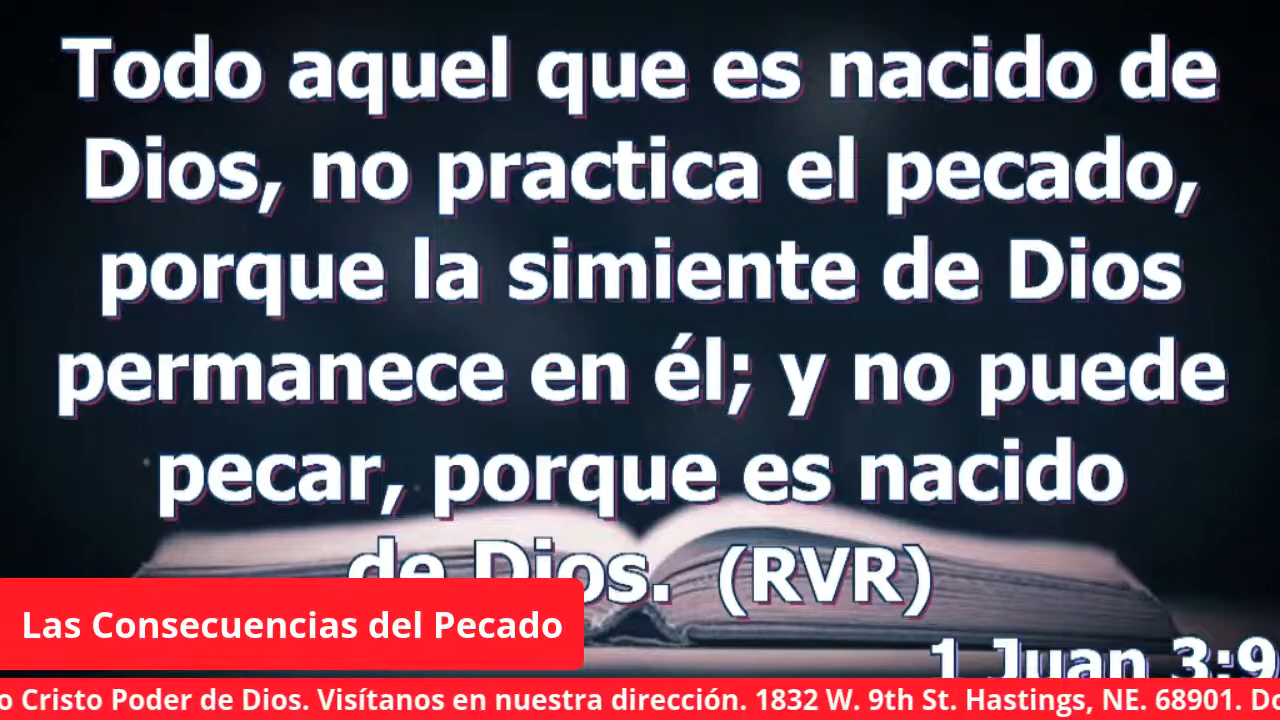 Todo aquel que es nacido de
Dios, no practica el pecado,
porque la simiente de Dios
permanece en él; y no puede
pecar, porque es nacido
de Dios. (RVR)
Las Consecuencias del Pecado
1 Juan 3:9
Cristo Poder de Dios. Visítanos en nuestra dirección. 1832 W. 9th St. Hastings, NE. 68901.